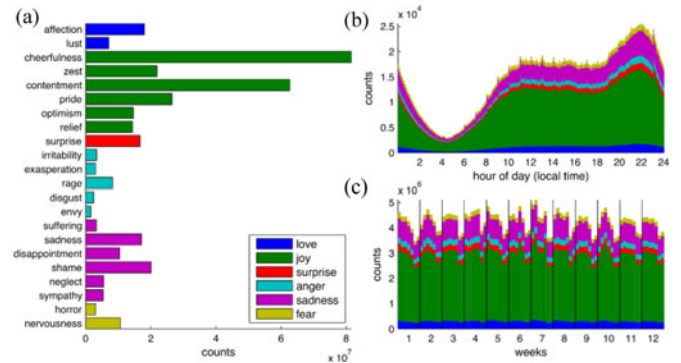 (a)
affection
lust
cheerfulness
zest
contentment
pride
optimism
relief
surprise
irritability
exasperation
rage
disgust
envy
suffering
sadness
disappointment
shame
neglect
sympathy
horror
nervousness
0 2 4 6 8
counts x 10^7
love
joy
surprise
anger
sadness
fear
(b)
x 10^4
2.5
2
1.5
1
0.5
0
counts
2 4 6 8 10 12 14 16 18 20 22 24
hour of day (local time)
(c)
x 10^6
5
4
3
2
1
0
counts
1 2 3 4 5 6 7 8 9 10 11 12
weeks